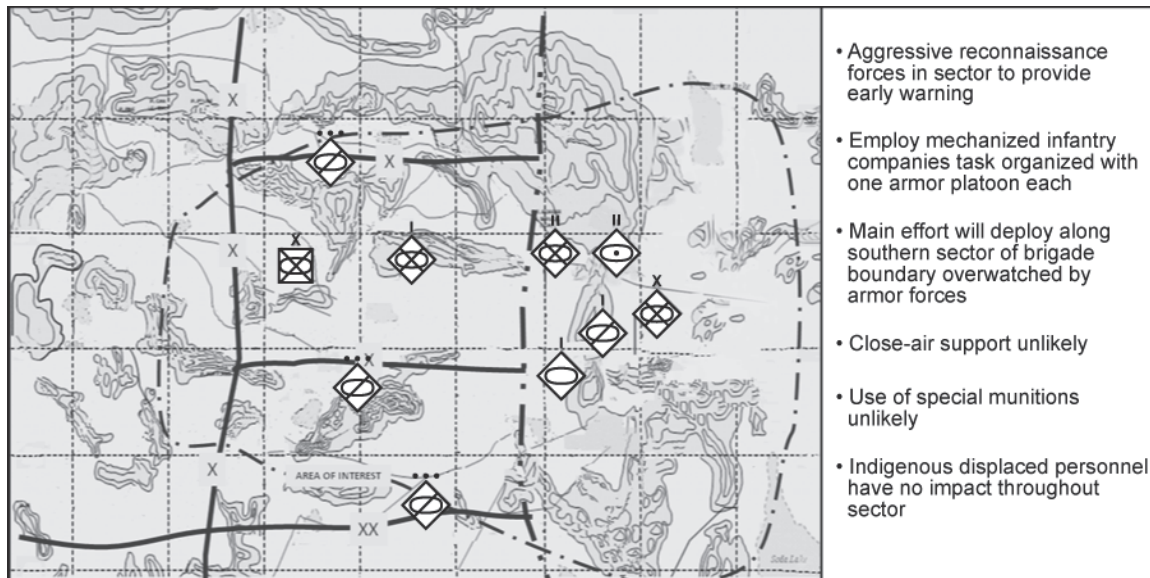 X
X
X
I
II
II
X
X
I
X
I
X
AREA OF INTEREST
XX
• Aggressive reconnaissance
forces in sector to provide
early warning
• Employ mechanized infantry
companies task organized with
one armor platoon each
• Main effort will deploy along
southern sector of brigade
boundary overwatched by
armor forces
• Close-air support unlikely
• Use of special munitions
unlikely
• Indigenous displaced personnel
have no impact throughout
sector